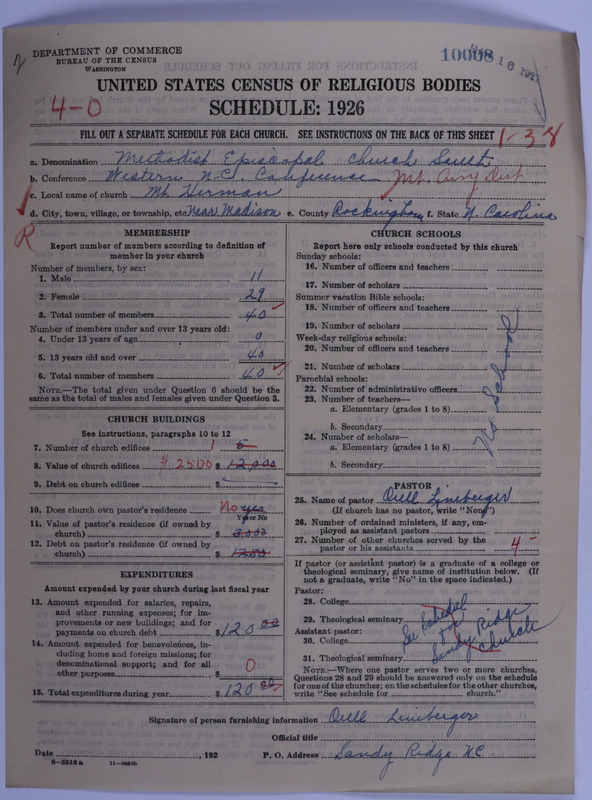 DEPARTMENT OF COMMERCE
BUREAU OF THE CENSUS
WASHINGTON
10008
UNITED STATES CENSUS OF RELIGIOUS BODIES
4-0
SCHEDULE: 1926
FILL OUT A SEPARATE SCHEDULE FOR EACH CHURCH. SEE INSTRUCTIONS ON THE BACK OF THIS SHEET
1-38
a. Denomination Methodist Episcopal Church South
b. Conference Western N.C. Conference Mt. Airy Dist
c. Local name of church Mt. Herman
d. City, town, village, or township, etc. Near Madison e. County Rockingham f. State N. Carolina
R
MEMBERSHIP
Report number of members according to definition of member in your church
Number of members, by sex:
1. Male 11
2. Female 29
3. Total number of members 40
Number of members under and over 13 years old:
4. Under 13 years of age 0
5. 13 years old and over 40
6. Total number of members 40
NOTE.—The total given under Question 6 should be the same as the total of males and females given under Question 3.
CHURCH BUILDINGS
See instructions, paragraphs 10 to 12
7. Number of church edifices 1 5
8. Value of church edifices $2500 $12,000
9. Debt on church edifices $
10. Does church own pastor's residence No yes
Yes or No
11. Value of pastor's residence (if owned by church) $3000
12. Debt on pastor's residence (if owned by church) $1250
EXPENDITURES
Amount expended by your church during last fiscal year
13. Amount expended for salaries, repairs, and other running expenses; for improvements or new buildings; and for payments on church debt $120 00
14. Amount expended for benevolences, including home and foreign missions; for denominational support; and for all other purposes $ 0
15. Total expenditures during year $120 00
CHURCH SCHOOLS
Report here only schools conducted by this church
Sunday schools:
16. Number of officers and teachers
17. Number of scholars
Summer vacation Bible schools:
18. Number of officers and teachers
19. Number of scholars
Week-day religious schools:
20. Number of officers and teachers
21. Number of scholars
Parochial schools:
22. Number of administrative officers
23. Number of teachers—
a. Elementary (grades 1 to 8)
b. Secondary
24. Number of scholars—
a. Elementary (grades 1 to 8)
b. Secondary
No School
PASTOR
25. Name of pastor Orell Lineberger
(If church has no pastor, write "None")
26. Number of ordained ministers, if any, employed as assistant pastors
27. Number of other churches served by the pastor or his assistants 4
If pastor (or assistant pastor) is a graduate of a college or theological seminary, give name of institution below. (If not a graduate, write "No" in the space indicated.)
Pastor:
28. College
29. Theological seminary
Assistant pastor:
30. College
31. Theological seminary
See Schedule for Sandy Ridge Church
NOTE.—Where one pastor serves two or more churches, Questions 28 and 29 should be answered only on the schedule for one of the churches; on the schedules for the other churches, write "See schedule for church."
Signature of person furnishing information Orell Lineberger
Official title
Date , 192 P. O. Address Sandy Ridge N.C.
8-5518 a